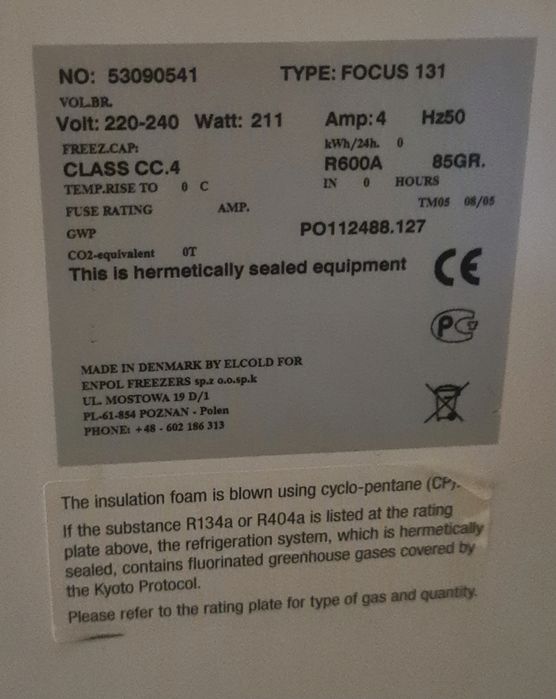 NO: 53090541 TYPE: FOCUS 131
VOL.BR.
Volt: 220-240 Watt: 211 Amp: 4 Hz50
FREEZ.CAP: kWh/24h. 0
CLASS CC.4 R600A 85GR.
TEMP.RISE TO 0 C IN 0 HOURS
FUSE RATING AMP. TM05 08/05
GWP PO112488.127
CO2-equivalent 0T
This is hermetically sealed equipment CE
PG
MADE IN DENMARK BY ELCOLD FOR
ENPOL FREEZERS sp.z o.o.sp.k
UL. MOSTOWA 19 D/1
PL-61-854 POZNAN - Polen
PHONE: +48 - 602 186 313
The insulation foam is blown using cyclo-pentane (CP).
If the substance R134a or R404a is listed at the rating
plate above, the refrigeration system, which is hermetically
sealed, contains fluorinated greenhouse gases covered by
the Kyoto Protocol.
Please refer to the rating plate for type of gas and quantity.